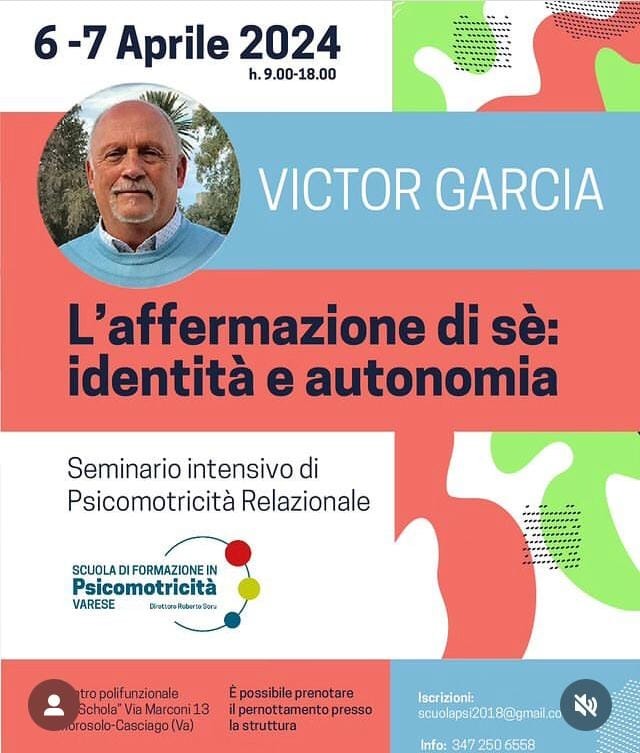 6 -7 Aprile 2024
h. 9.00-18.00
VICTOR GARCIA
L’affermazione di sè:
identità e autonomia
Seminario intensivo di
Psicomotricità Relazionale
SCUOLA DI FORMAZIONE IN
Psicomotricità
VARESE Direttore Roberto Soru
polifunzionale
Schola” Via Marconi 13
È possibile prenotare
il pernottamento presso
la struttura
Iscrizioni:
Info: 347 250 6558